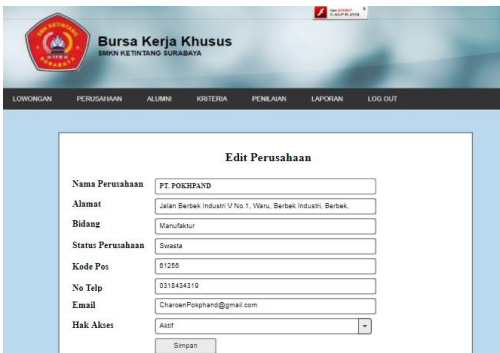 Bursa Kerja Khusus
SMKN KETINTANG SURABAYA
LOWONGAN PERUSAHAAN ALUMNI KRITERIA PENILAIAN LAPORAN LOG OUT
Edit Perusahaan
Nama Perusahaan PT. POKHPAND
Alamat Jalan Berbek Industri V No.1, Waru, Berbek Industri, Berbek,
Bidang Manufaktur
Status Perusahaan Swasta
Kode Pos 61256
No Telp 0318434319
Email CharoenPokphand@gmail.com
Hak Akses Aktif
Simpan